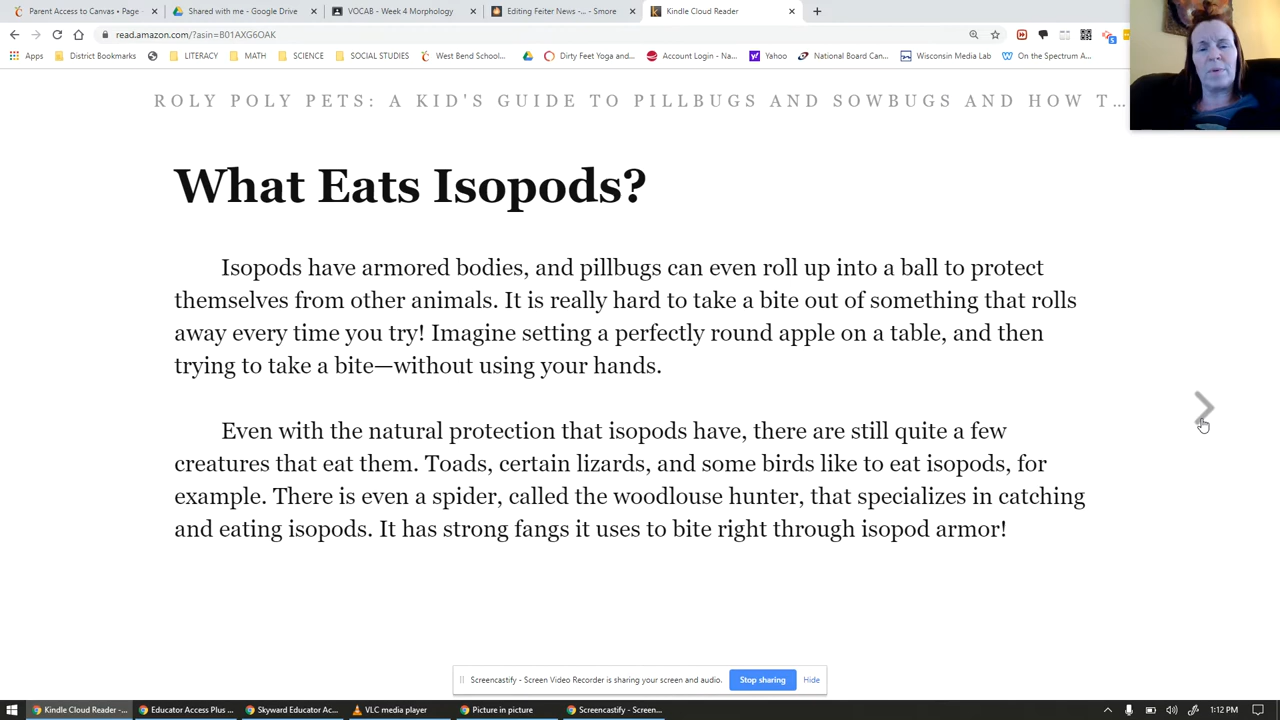 Parent Access to Canvas - Page
Shared with me - Google Drive
VOCAB - Week 4 Morphology
Editing Feiter News -... - Smore
Kindle Cloud Reader
read.amazon.com/?asin=B01AXG6OAK
Apps
District Bookmarks
LITERACY
MATH
SCIENCE
SOCIAL STUDIES
West Bend School...
Dirty Feet Yoga and...
Account Login - Na...
Yahoo
National Board Can...
Wisconsin Media Lab
On the Spectrum A...
ROLY POLY PETS: A KID'S GUIDE TO PILLBUGS AND SOWBUGS AND HOW T...
What Eats Isopods?
Isopods have armored bodies, and pillbugs can even roll up into a ball to protect
themselves from other animals. It is really hard to take a bite out of something that rolls
away every time you try! Imagine setting a perfectly round apple on a table, and then
trying to take a bite—without using your hands.
Even with the natural protection that isopods have, there are still quite a few
creatures that eat them. Toads, certain lizards, and some birds like to eat isopods, for
example. There is even a spider, called the woodlouse hunter, that specializes in catching
and eating isopods. It has strong fangs it uses to bite right through isopod armor!
Screencastify - Screen Video Recorder is sharing your screen and audio.
Stop sharing
Hide
Kindle Cloud Reader -...
Educator Access Plus ...
Skyward Educator Ac...
VLC media player
Picture in picture
Screencastify - Screen...
1:12 PM